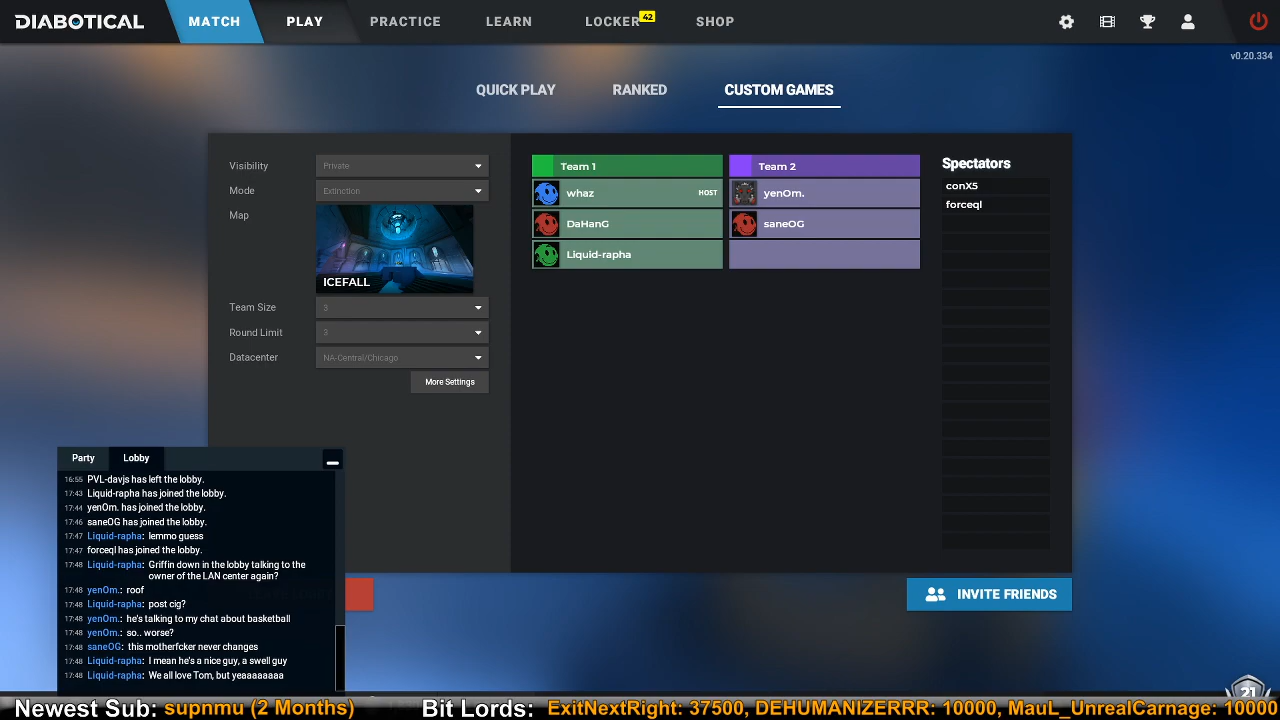 DIABOTICAL
MATCH
PLAY
PRACTICE
LEARN
LOCKER
42
SHOP
v0.20.334
QUICK PLAY
RANKED
CUSTOM GAMES
Visibility
Private
Mode
Extinction
Map
ICEFALL
Team Size
3
Round Limit
3
Datacenter
NA-Central/Chicago
More Settings
Team 1
whaz
HOST
DaHanG
Liquid-rapha
Team 2
yenOm.
saneOG
Spectators
conX5
forceql
Party
Lobby
16:55 PVL-davjs has left the lobby.
17:43 Liquid-rapha has joined the lobby.
17:44 yenOm. has joined the lobby.
17:46 saneOG has joined the lobby.
17:47 Liquid-rapha: lemmo guess
17:47 forceql has joined the lobby.
17:48 Liquid-rapha: Griffin down in the lobby talking to the
owner of the LAN center again?
17:48 yenOm.: roof
17:48 Liquid-rapha: post cig?
17:48 yenOm.: he's talking to my chat about basketball
17:48 yenOm.: so.. worse?
17:48 saneOG: this motherfcker never changes
17:48 Liquid-rapha: I mean he's a nice guy, a swell guy
17:48 Liquid-rapha: We all love Tom, but yeaaaaaaaa
INVITE FRIENDS
21
Newest Sub: supnmu (2 Months)
Bit Lords: ExitNextRight: 37500, DEHUMANIZERRR: 10000, MauL_UnrealCarnage: 10000